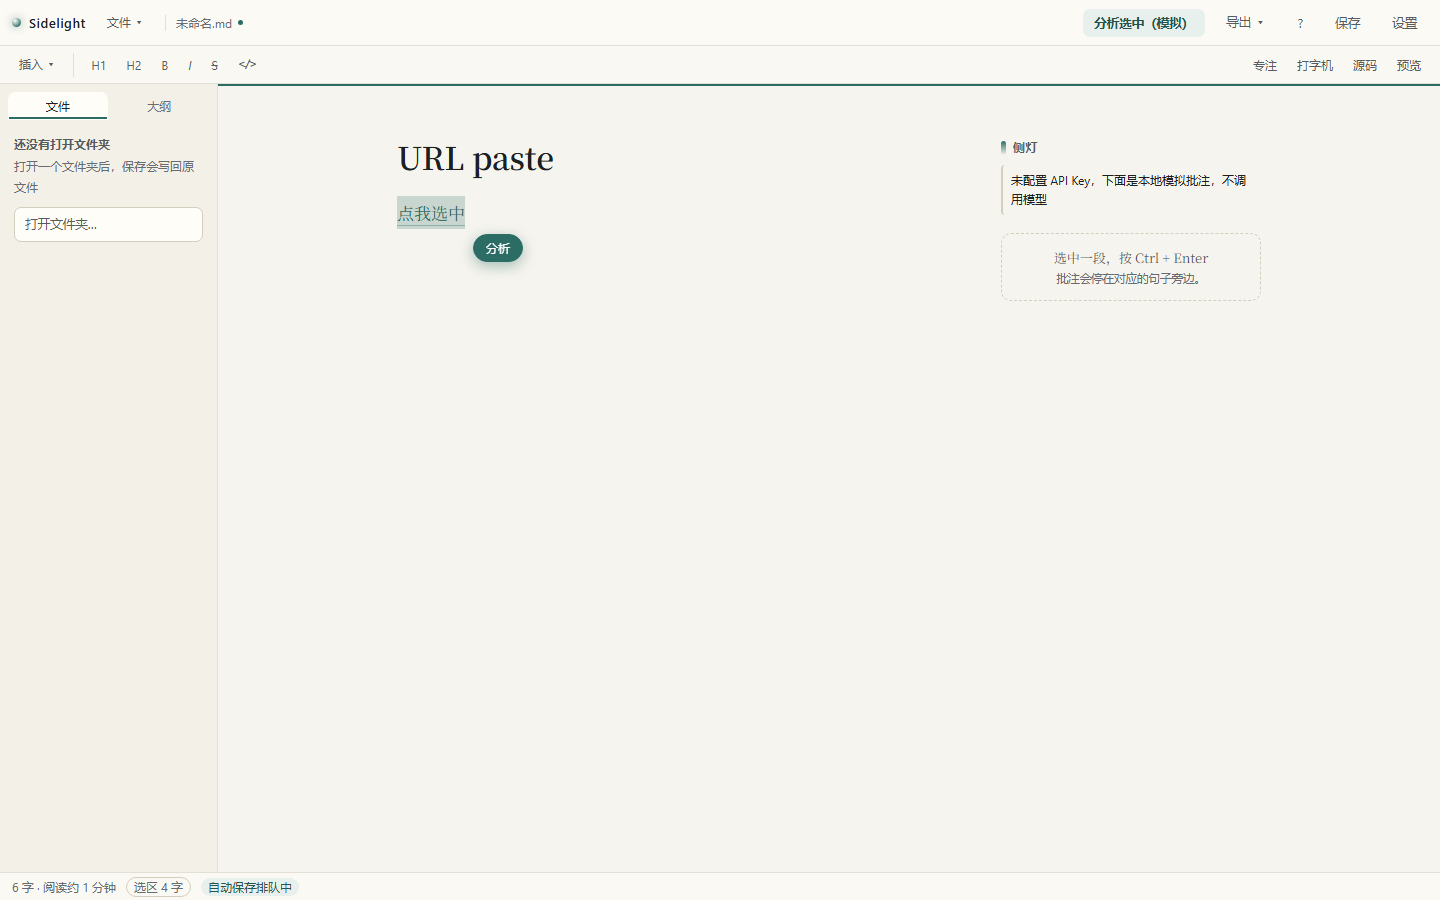 Sidelight 文件 未命名.md 分析选中（模拟） 导出 ? 保存 设置
插入 H1 H2 B I S </> 专注 打字机 源码 预览
文件 大纲
还没有打开文件夹
打开一个文件夹后，保存会写回原
文件
打开文件夹...
URL paste
点我选中
分析
侧灯
未配置 API Key，下面是本地模拟批注，不调
用模型
选中一段，按 Ctrl + Enter
批注会停在对应的句子旁边。
6 字 · 阅读约 1 分钟 选区 4 字 自动保存排队中